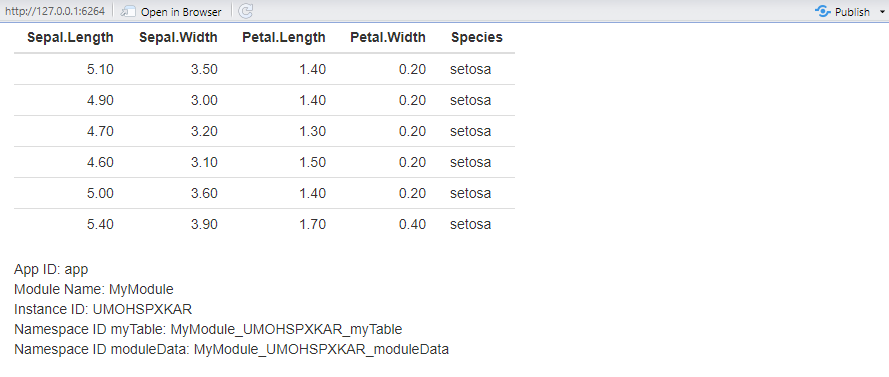 http://127.0.0.1:6264 Open in Browser Publish
Sepal.Length Sepal.Width Petal.Length Petal.Width Species
5.10 3.50 1.40 0.20 setosa
4.90 3.00 1.40 0.20 setosa
4.70 3.20 1.30 0.20 setosa
4.60 3.10 1.50 0.20 setosa
5.00 3.60 1.40 0.20 setosa
5.40 3.90 1.70 0.40 setosa
App ID: app
Module Name: MyModule
Instance ID: UMOHSPXKAR
Namespace ID myTable: MyModule_UMOHSPXKAR_myTable
Namespace ID moduleData: MyModule_UMOHSPXKAR_moduleData